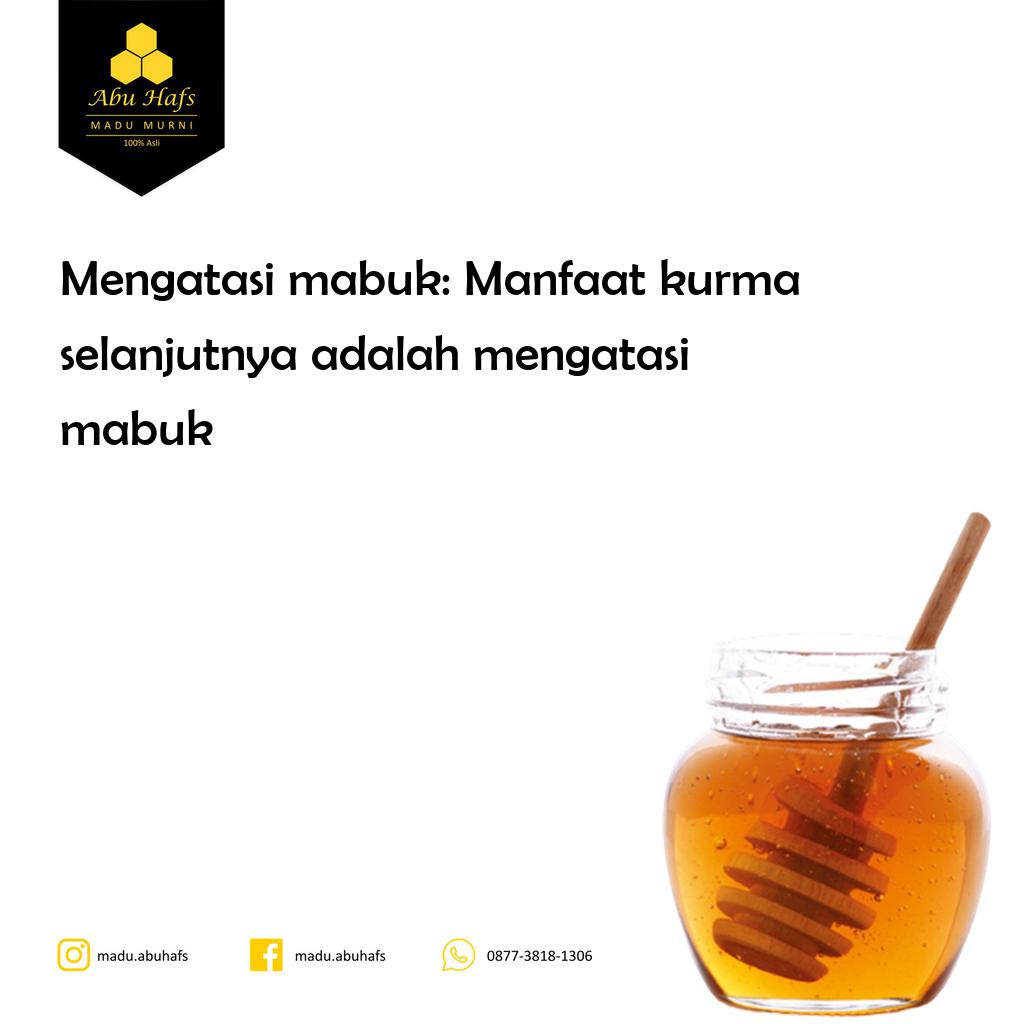 Abu Hafs
MADU MURNI
100% Asli
Mengatasi mabuk: Manfaat kurma
selanjutnya adalah mengatasi
mabuk
madu.abuhafs
madu.abuhafs
0877-3818-1306